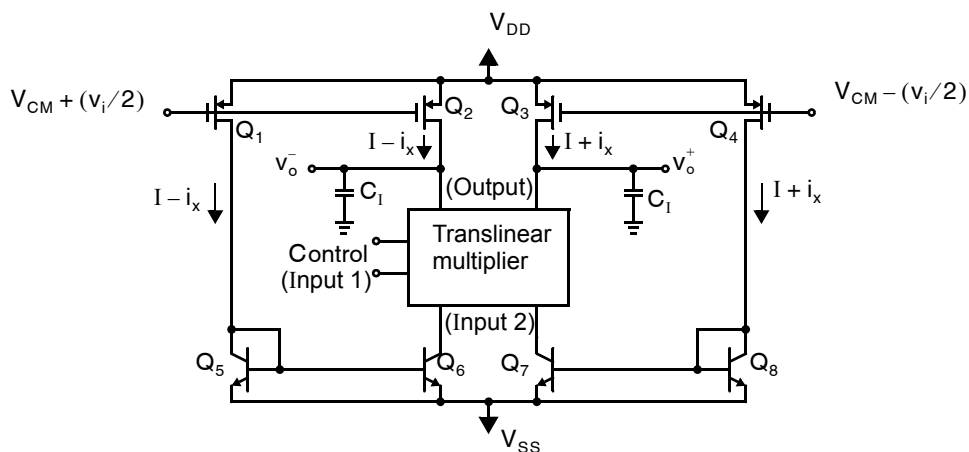 V_DD
V_CM + (v_i/2)
V_CM – (v_i/2)
Q_1
Q_2
Q_3
Q_4
I – i_x
I + i_x
v_o^-
v_o^+
(Output)
C_I
C_I
I – i_x
I + i_x
Translinear
multiplier
Control
(Input 1)
(Input 2)
Q_5
Q_6
Q_7
Q_8
V_SS